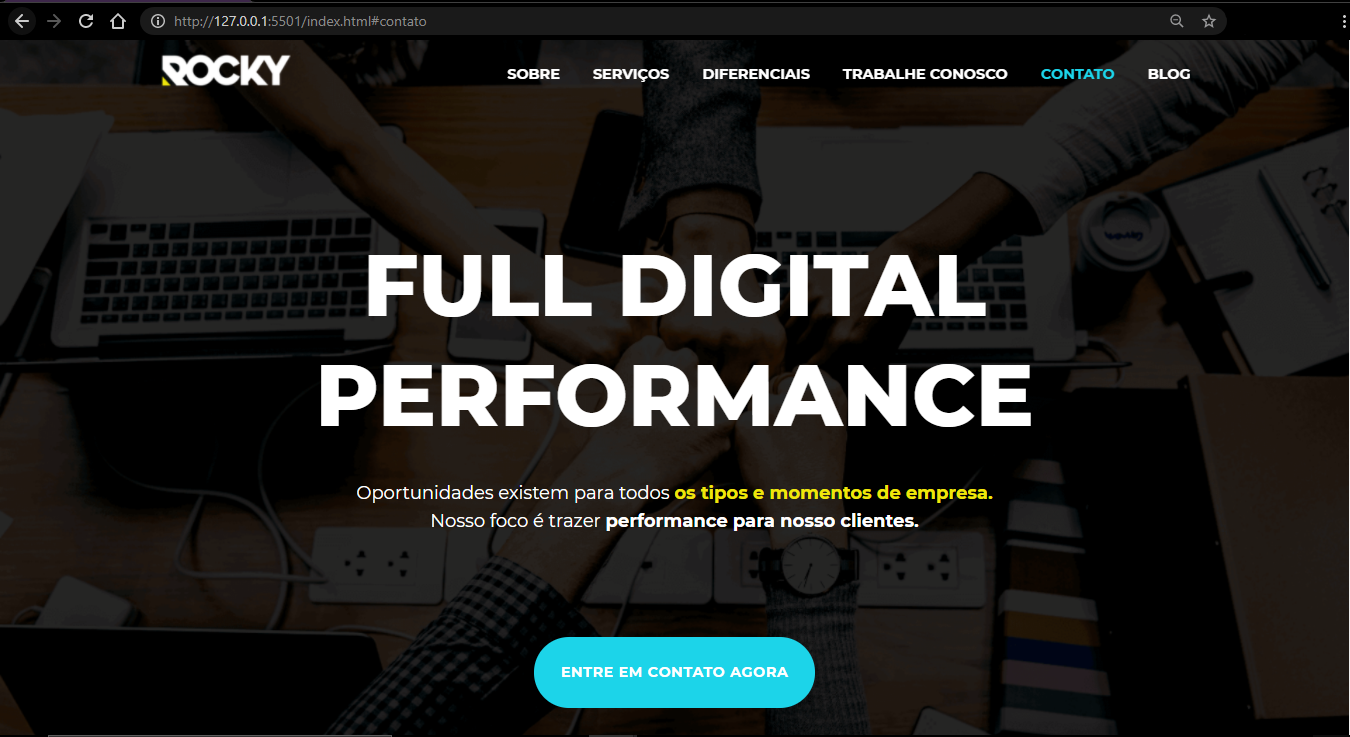 http://127.0.0.1:5501/index.html#contato
ROCKY
SOBRE SERVIÇOS DIFERENCIAIS TRABALHE CONOSCO CONTATO BLOG
FULL DIGITAL
PERFORMANCE
Oportunidades existem para todos os tipos e momentos de empresa.
Nosso foco é trazer performance para nosso clientes.
ENTRE EM CONTATO AGORA